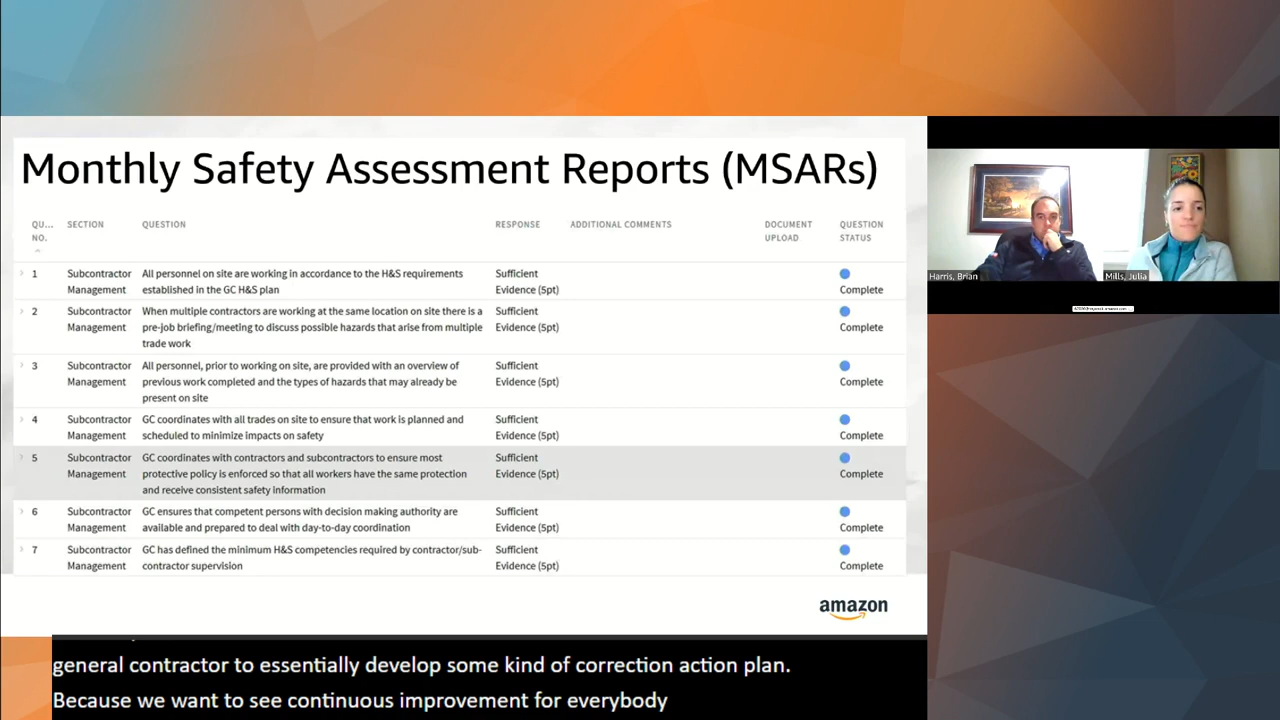 Monthly Safety Assessment Reports (MSARs)
QU... SECTION QUESTION RESPONSE ADDITIONAL COMMENTS DOCUMENT QUESTION
NO. UPLOAD STATUS
1 Subcontractor All personnel on site are working in accordance to the H&S requirements Sufficient
Management established in the GC H&S plan Evidence (5pt) Complete
2 Subcontractor When multiple contractors are working at the same location on site there is a Sufficient
Management pre-job briefing/meeting to discuss possible hazards that arise from multiple Evidence (5pt) Complete
trade work
3 Subcontractor All personnel, prior to working on site, are provided with an overview of Sufficient
Management previous work completed and the types of hazards that may already be Evidence (5pt) Complete
present on site
4 Subcontractor GC coordinates with all trades on site to ensure that work is planned and Sufficient
Management scheduled to minimize impacts on safety Evidence (5pt) Complete
5 Subcontractor GC coordinates with contractors and subcontractors to ensure most Sufficient
Management protective policy is enforced so that all workers have the same protection Evidence (5pt) Complete
and receive consistent safety information
6 Subcontractor GC ensures that competent persons with decision making authority are Sufficient
Management available and prepared to deal with day-to-day coordination Evidence (5pt) Complete
7 Subcontractor GC has defined the minimum H&S competencies required by contractor/sub- Sufficient
Management contractor supervision Evidence (5pt) Complete
amazon
Harris, Brian
Mills, Julia
general contractor to essentially develop some kind of correction action plan.
Because we want to see continuous improvement for everybody